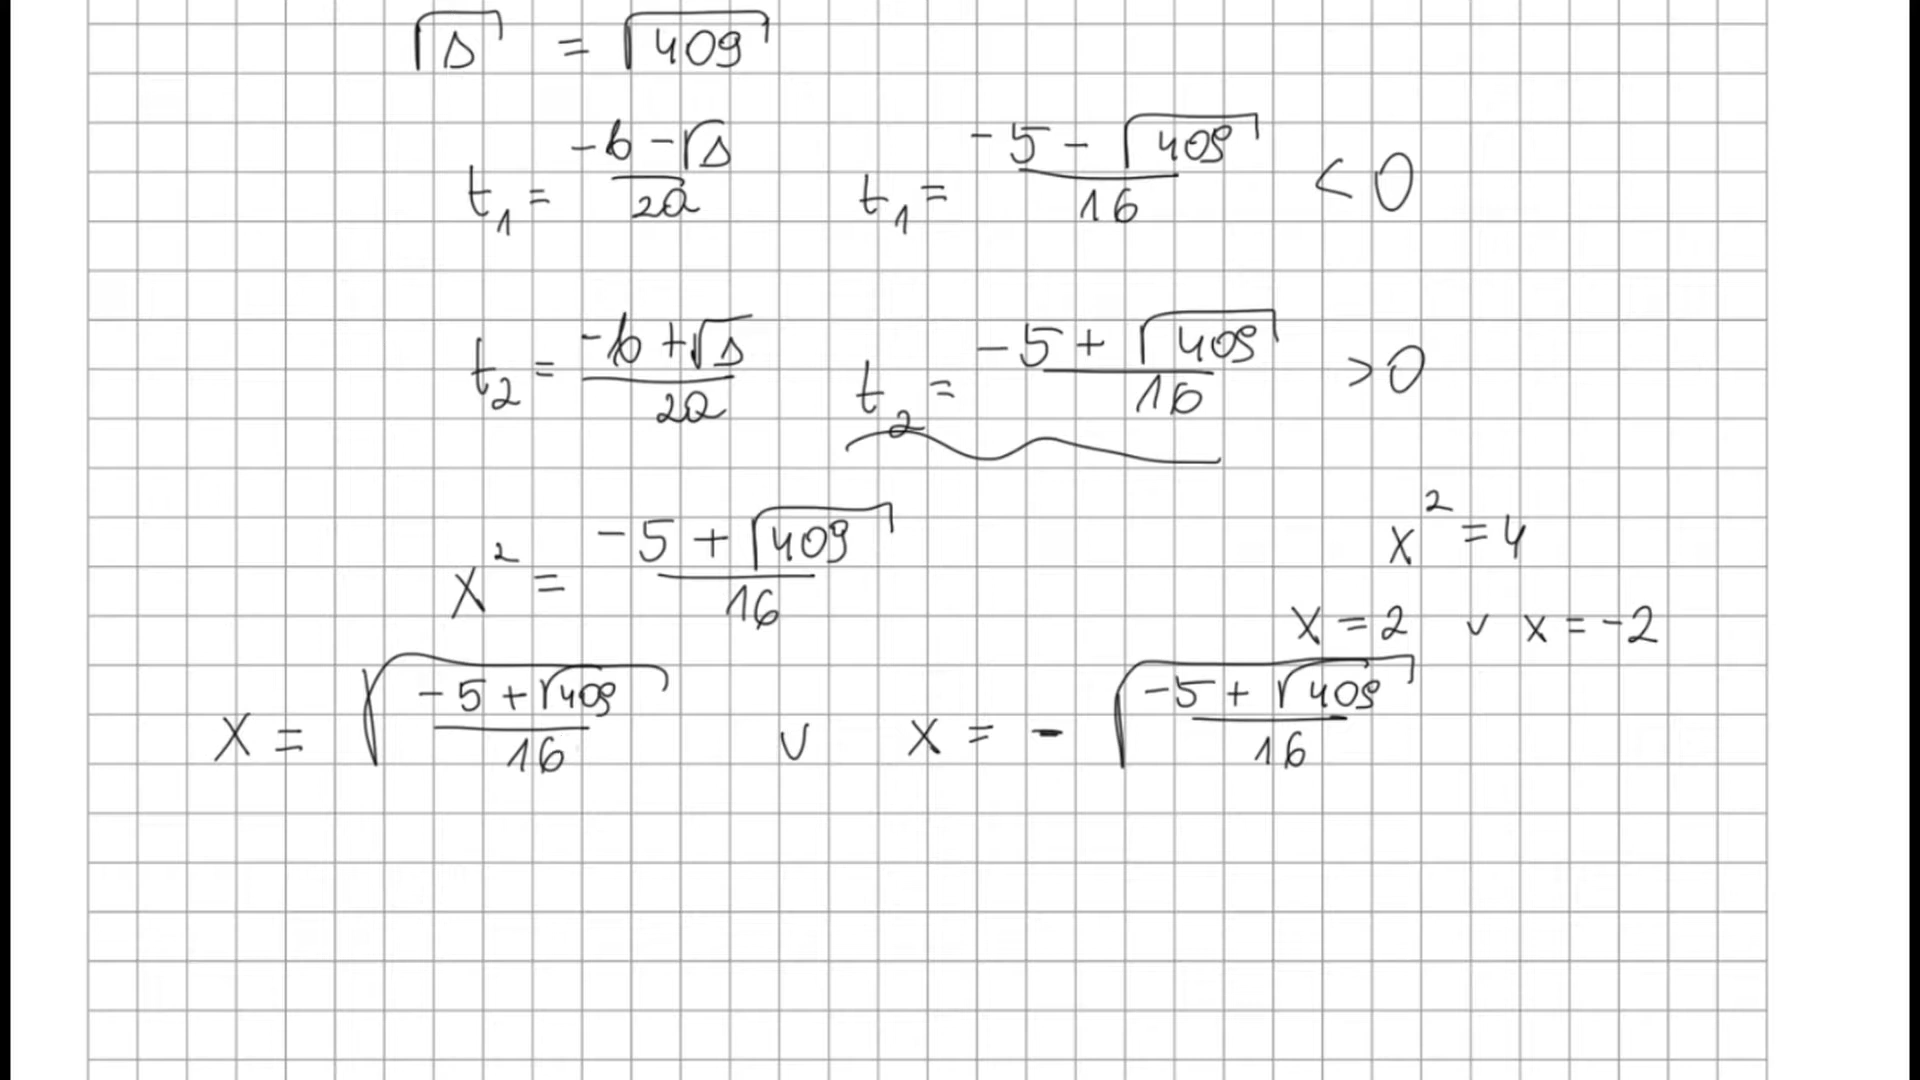 √Δ = √409
t₁ = (-b - √Δ)/2a t₁ = (-5 - √409)/16 < 0
t₂ = (-b + √Δ)/2a t₂ = (-5 + √409)/16 > 0
x² = (-5 + √409)/16
x² = 4
x = 2 ∨ x = -2
x = √((-5 + √409)/16) ∨ x = - √((-5 + √409)/16)